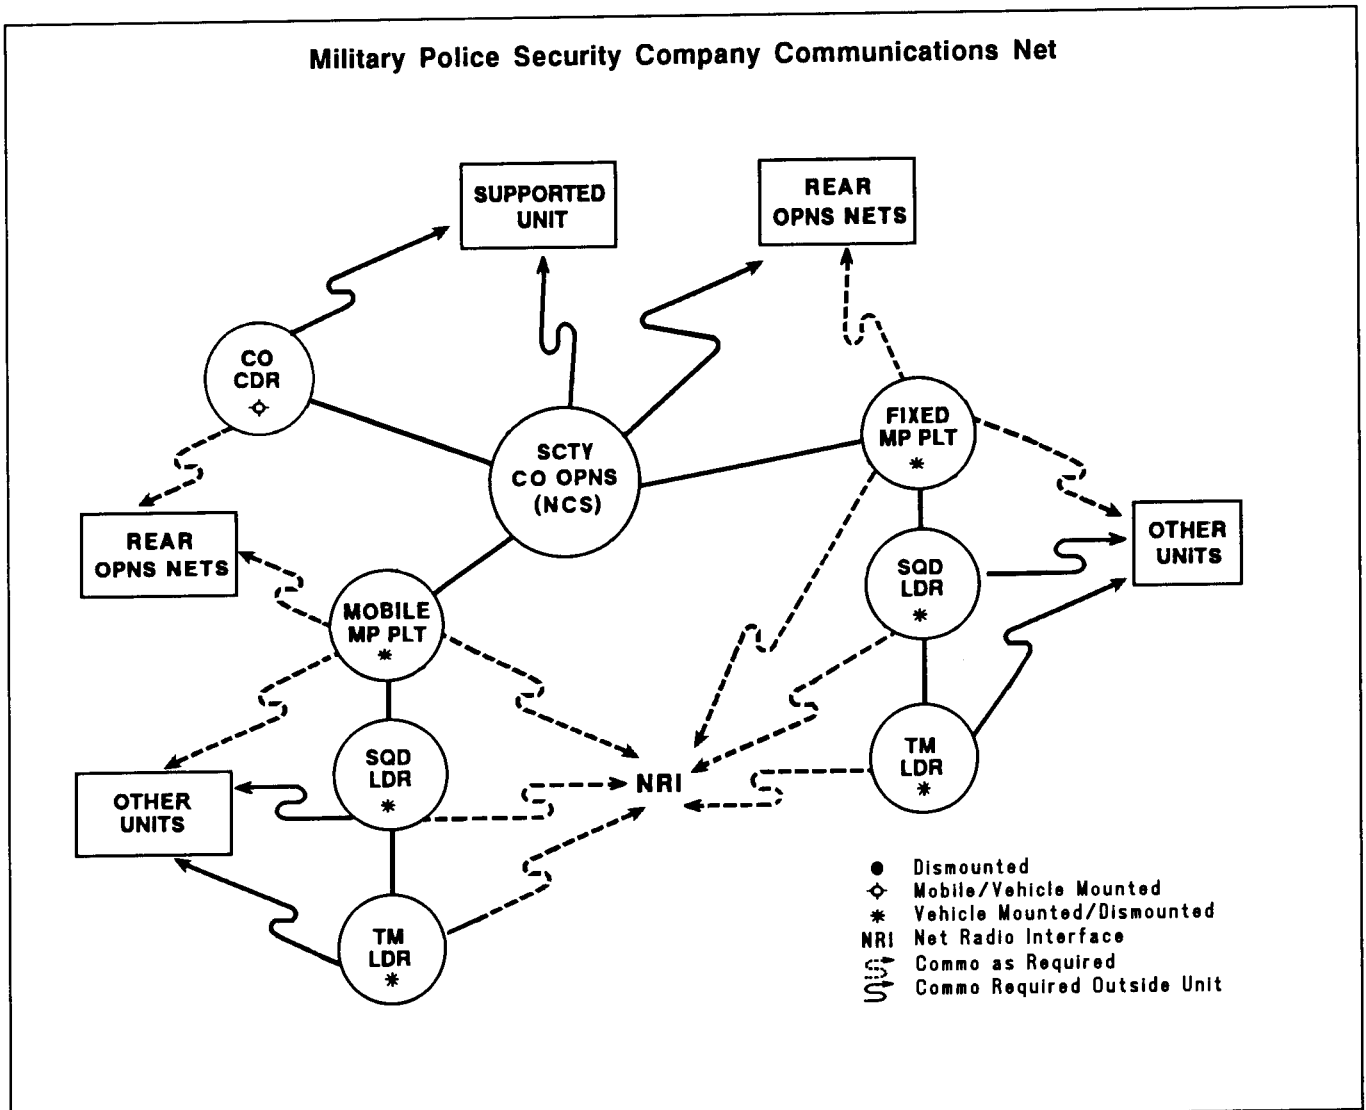 Military Police Security Company Communications Net
SUPPORTED
UNIT
REAR
OPNS NETS
CO
CDR
FIXED
MP PLT
SCTY
CO OPNS
(NCS)
REAR
OPNS NETS
OTHER
UNITS
SQD
LDR
MOBILE
MP PLT
SQD
LDR
TM
LDR
NRI
OTHER
UNITS
TM
LDR
Dismounted
Mobile/Vehicle Mounted
Vehicle Mounted/Dismounted
NRI Net Radio Interface
Commo as Required
Commo Required Outside Unit